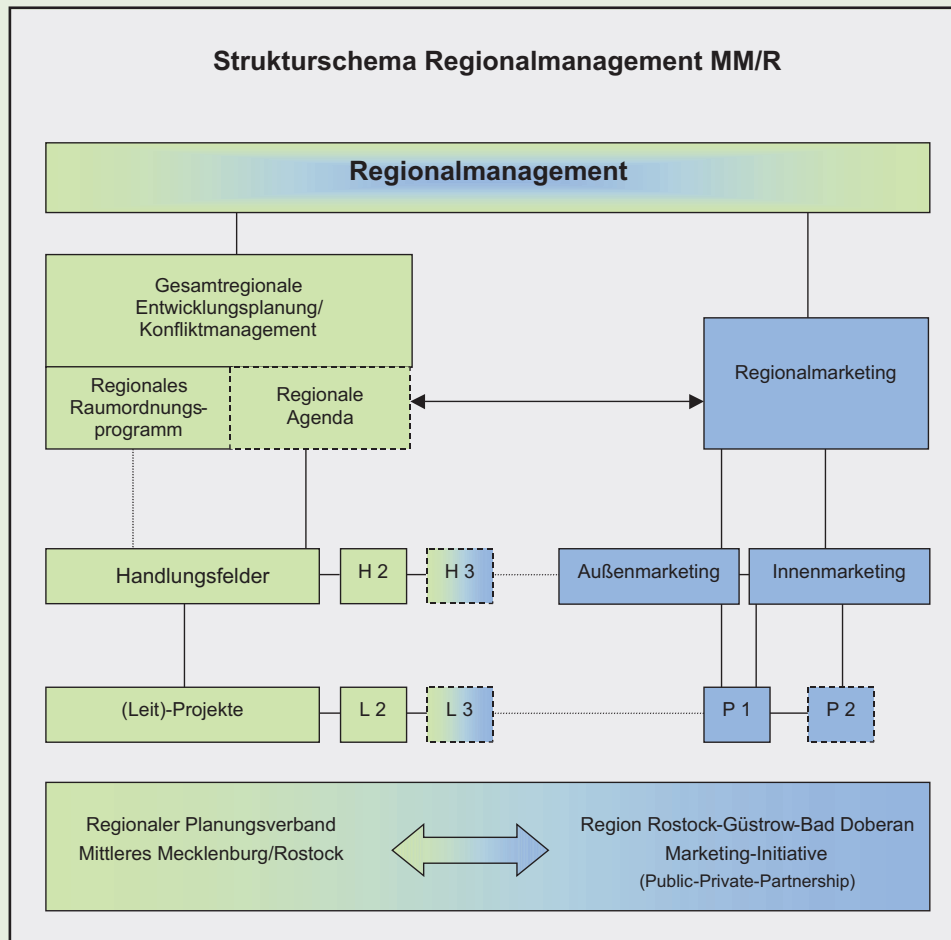 Strukturschema Regionalmanagement MM/R
Regionalmanagement
Gesamtregionale
Entwicklungsplanung/
Konfliktmanagement
Regionales
Raumordnungs-
programm
Regionale
Agenda
Regionalmarketing
Handlungsfelder
H 2
H 3
Außenmarketing
Innenmarketing
(Leit)-Projekte
L 2
L 3
P 1
P 2
Regionaler Planungsverband
Mittleres Mecklenburg/Rostock
Region Rostock-Güstrow-Bad Doberan
Marketing-Initiative
(Public-Private-Partnership)